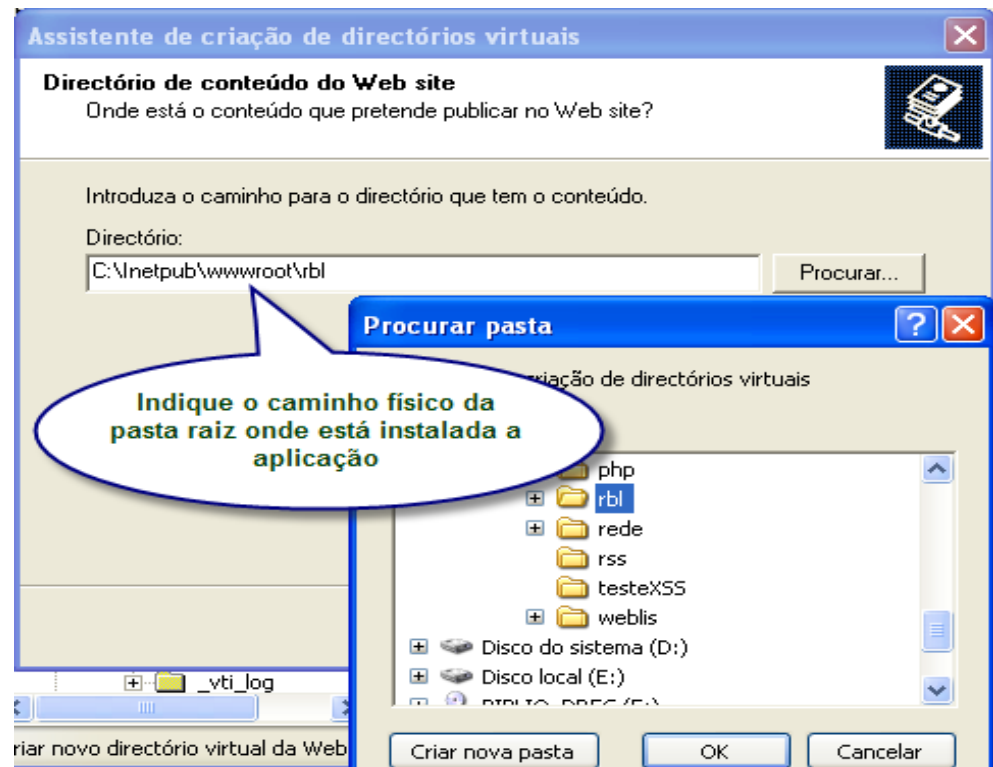 Assistente de criação de directórios virtuais
Directório de conteúdo do Web site
Onde está o conteúdo que pretende publicar no Web site?
Introduza o caminho para o directório que tem o conteúdo.
Directório:
C:\Inetpub\wwwroot\rbl
Procurar...
Procurar pasta
criação de directórios virtuais
Indique o caminho físico da
pasta raiz onde está instalada a
aplicação
php
rbl
rede
rss
testeXSS
weblis
Disco do sistema (D:)
Disco local (E:)
_vti_log
riar novo directório virtual da Web
Criar nova pasta
OK
Cancelar